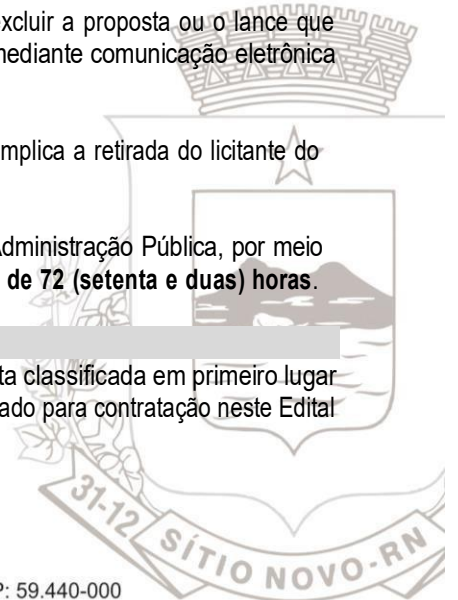 excluir a proposta ou o lance que
mediante comunicação eletrônica
implica a retirada do licitante do
Administração Pública, por meio
de 72 (setenta e duas) horas.
ta classificada em primeiro lugar
ado para contratação neste Edital
31-12 SÍTIO NOVO-RN
P: 59.440-000